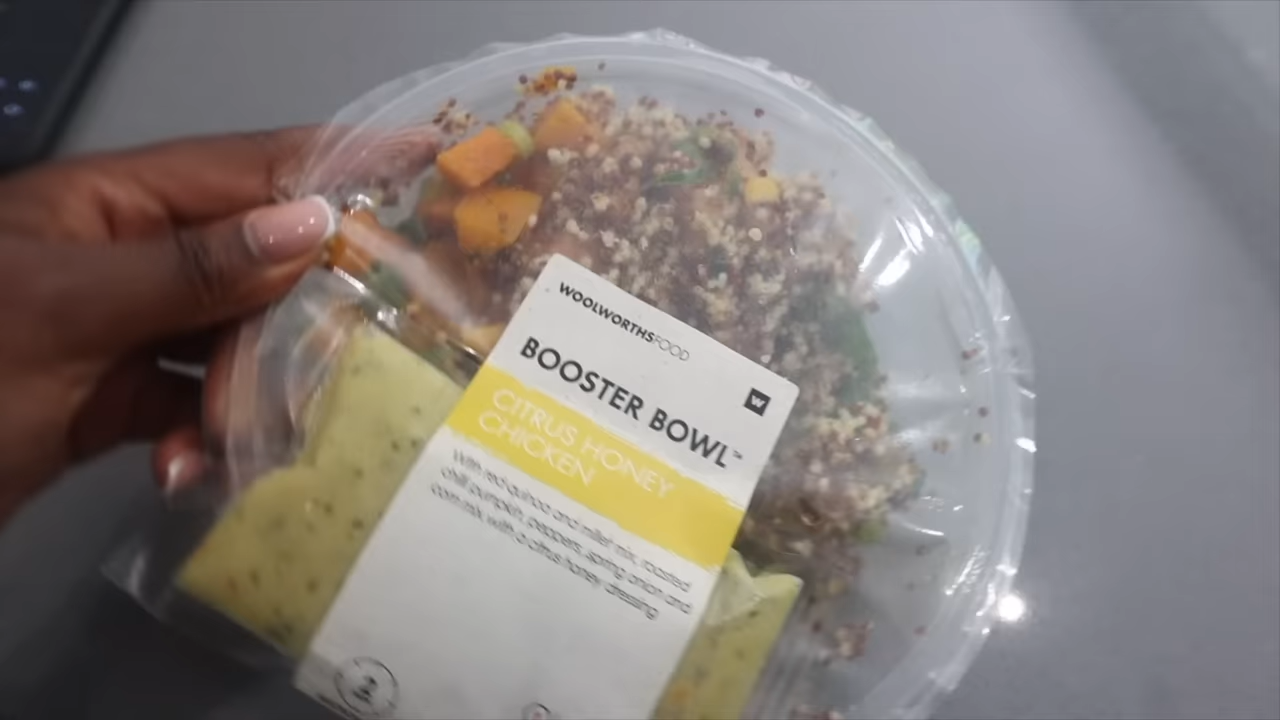 WOOLWORTHSFOOD
W
BOOSTER BOWL™
CITRUS HONEY
CHICKEN
With red quinoa and millet mix, roasted
chilli pumpkin, peppers, spring onion and
corn mix, with a citrus honey dressing